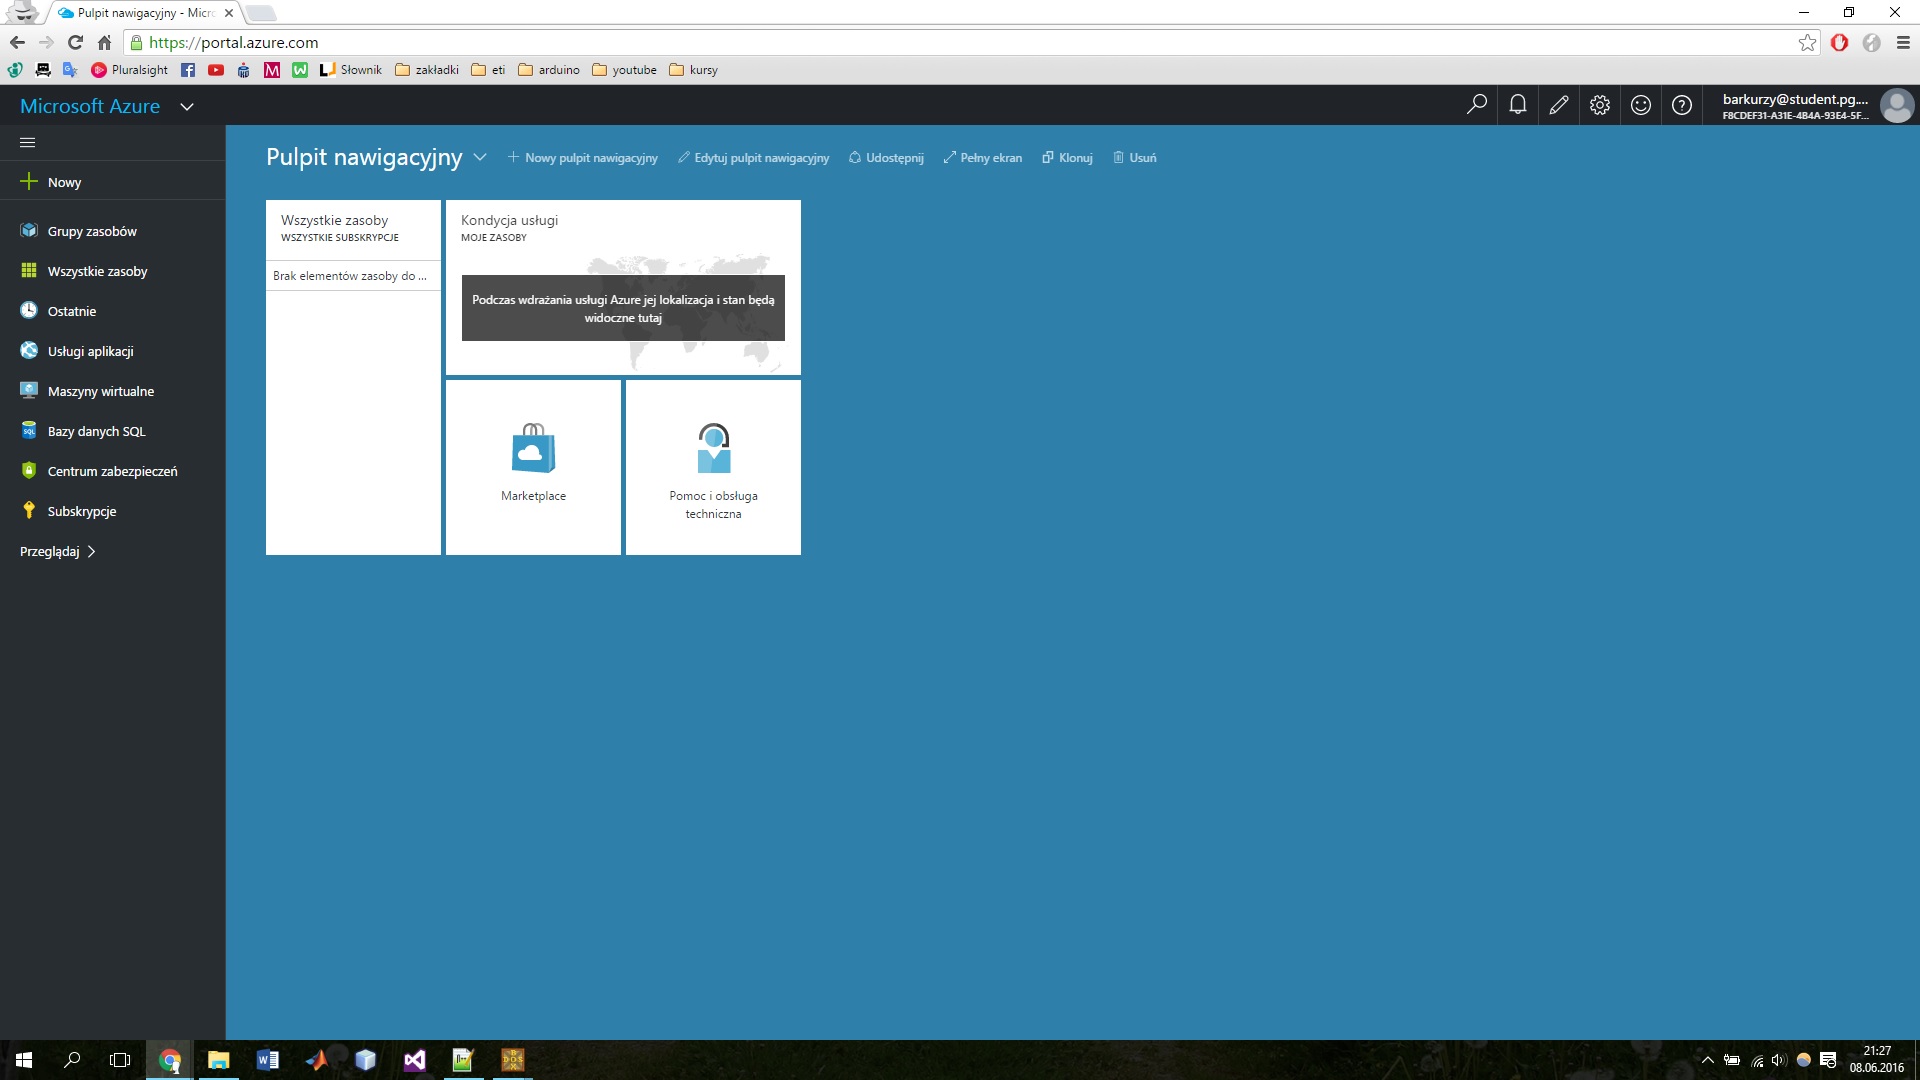 Pulpit nawigacyjny - Micr
https://portal.azure.com
Pluralsight
Słownik
zakładki
eti
arduino
youtube
kursy
Microsoft Azure
barkurzy@student.pg....
F8CDEF31-A31E-4B4A-93E4-5F...
Nowy
Grupy zasobów
Wszystkie zasoby
Ostatnie
Usługi aplikacji
Maszyny wirtualne
Bazy danych SQL
Centrum zabezpieczeń
Subskrypcje
Przeglądaj
Pulpit nawigacyjny
Nowy pulpit nawigacyjny
Edytuj pulpit nawigacyjny
Udostępnij
Pełny ekran
Klonuj
Usuń
Wszystkie zasoby
WSZYSTKIE SUBSKRYPCJE
Brak elementów zasoby do ...
Kondycja usługi
MOJE ZASOBY
Podczas wdrażania usługi Azure jej lokalizacja i stan będą
widoczne tutaj
Marketplace
Pomoc i obsługa
techniczna
21:27
08.06.2016